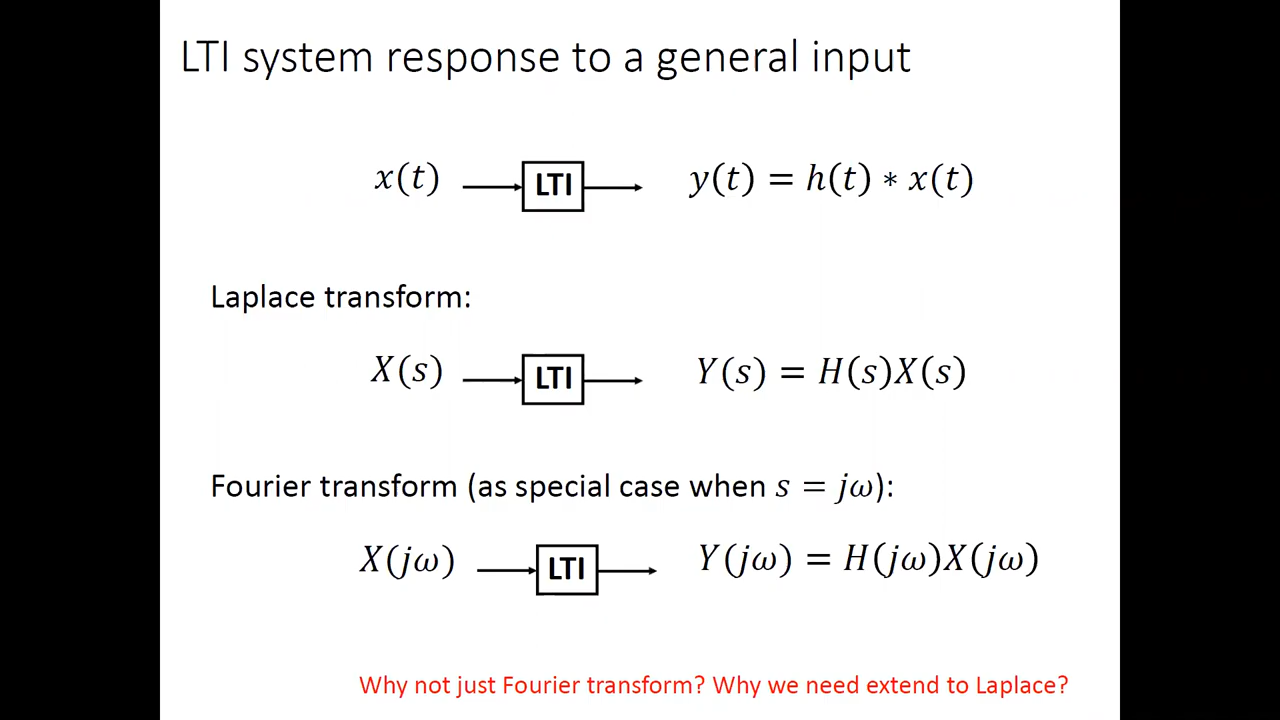 LTI system response to a general input
x(t) LTI y(t) = h(t) ∗ x(t)
Laplace transform:
X(s) LTI Y(s) = H(s)X(s)
Fourier transform (as special case when s = jω):
X(jω) LTI Y(jω) = H(jω)X(jω)
Why not just Fourier transform? Why we need extend to Laplace?